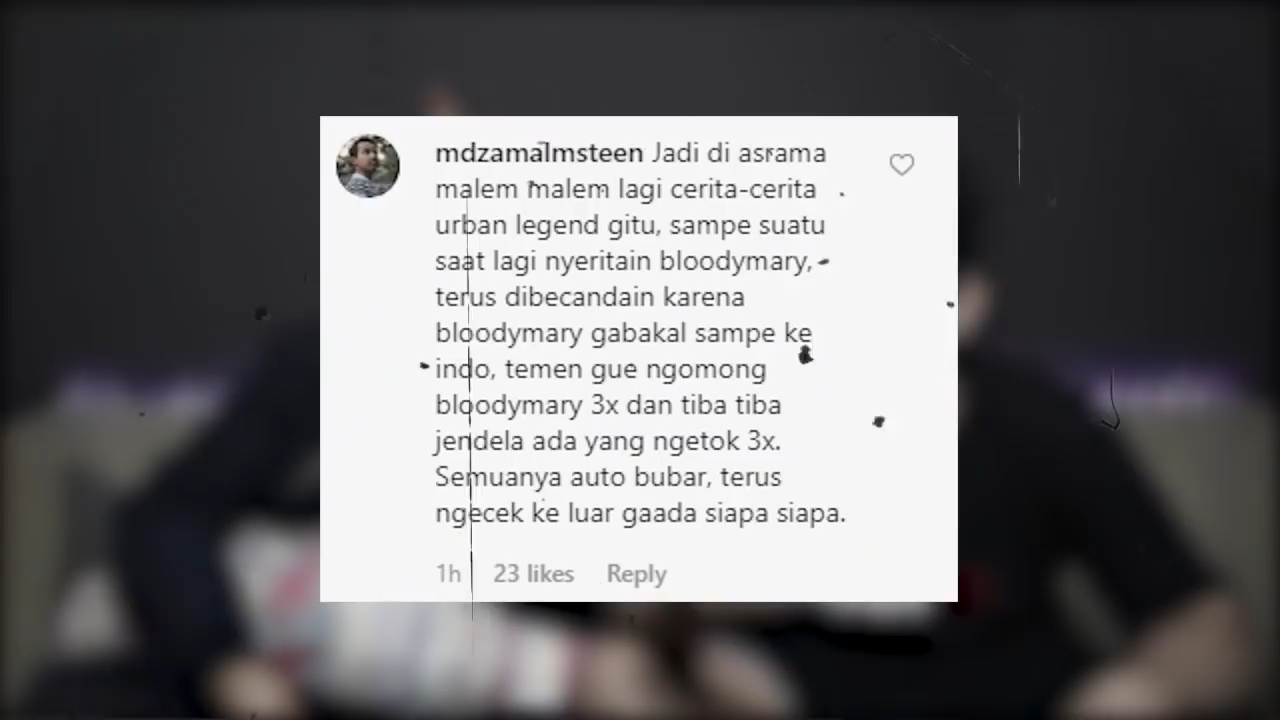 mdzamalmsteen Jadi di asrama
malem malem lagi cerita-cerita
urban legend gitu, sampe suatu
saat lagi nyeritain bloodymary,
terus dibecandain karena
bloodymary gabakal sampe ke
indo, temen gue ngomong
bloodymary 3x dan tiba tiba
jendela ada yang ngetok 3x.
Semuanya auto bubar, terus
ngecek ke luar gaada siapa siapa.
1h 23 likes Reply